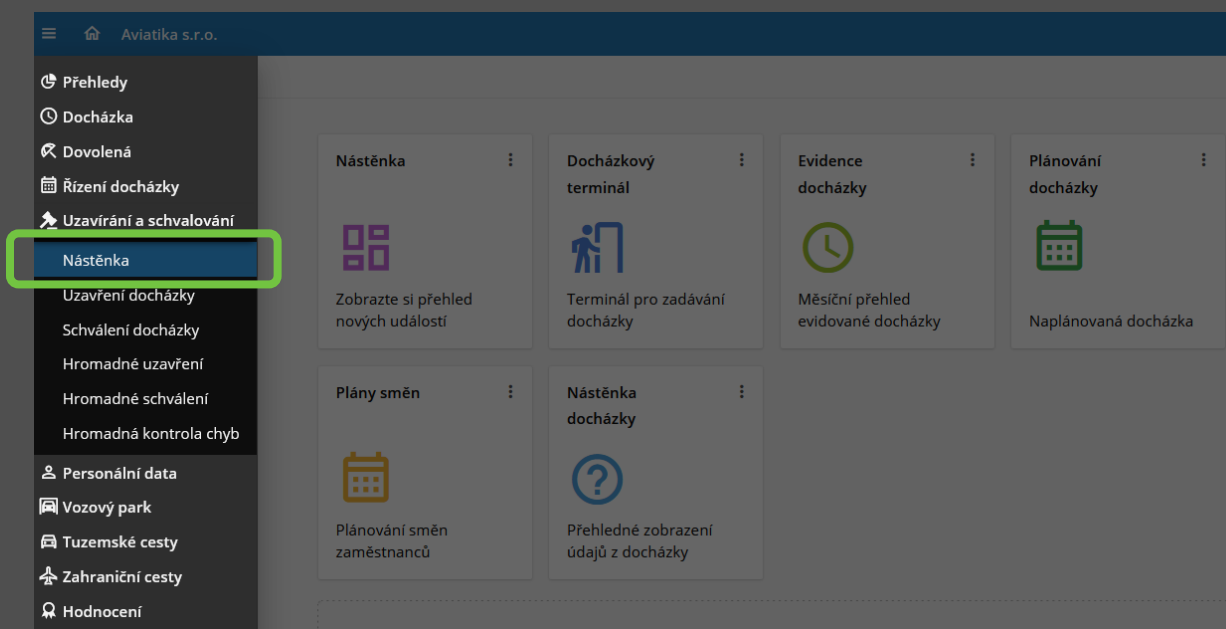 Aviatika s.r.o.
Přehledy
Docházka
Dovolená
Řízení docházky
Uzavírání a schvalování
Nástěnka
Uzavření docházky
Schválení docházky
Hromadné uzavření
Hromadné schválení
Hromadná kontrola chyb
Personální data
Vozový park
Tuzemské cesty
Zahraniční cesty
Hodnocení
Nástěnka
Zobrazte si přehled
nových událostí
Docházkový
terminál
Terminál pro zadávání
docházky
Evidence
docházky
Měsíční přehled
evidované docházky
Plánování
docházky
Naplánovaná docházka
Plány směn
Plánování směn
zaměstnanců
Nástěnka
docházky
Přehledné zobrazení
údajů z docházky